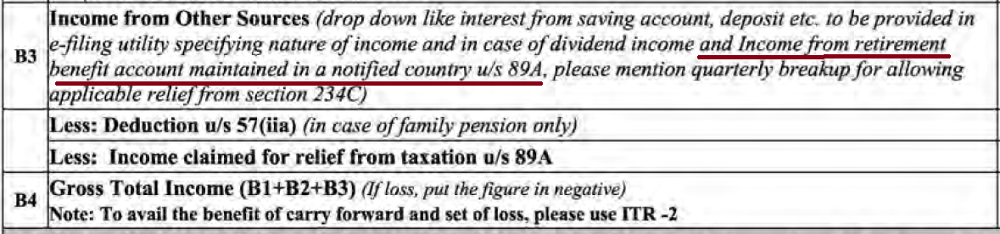 Income from Other Sources (drop down like interest from saving account, deposit etc. to be provided in
B3 e-filing utility specifying nature of income and in case of dividend income and Income from retirement
benefit account maintained in a notified country u/s 89A, please mention quarterly breakup for allowing
applicable relief from section 234C)
Less: Deduction u/s 57(iia) (in case of family pension only)
Less: Income claimed for relief from taxation u/s 89A
B4 Gross Total Income (B1+B2+B3) (If loss, put the figure in negative)
Note: To avail the benefit of carry forward and set of loss, please use ITR -2